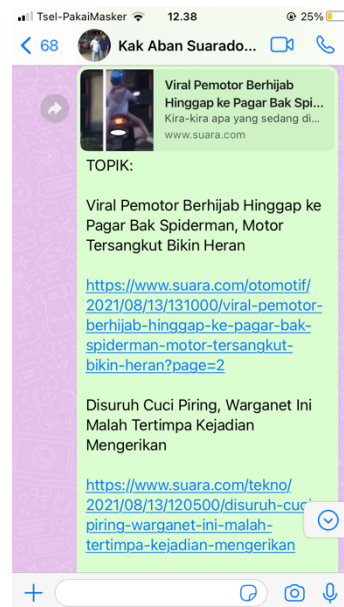 Tsel-PakaiMasker 12.38 25%
68 Kak Aban Suarado...
Viral Pemotor Berhijab
Hinggap ke Pagar Bak Spi...
Kira-kira apa yang sedang di...
www.suara.com
TOPIK:
Viral Pemotor Berhijab Hinggap ke
Pagar Bak Spiderman, Motor
Tersangkut Bikin Heran
https://www.suara.com/otomotif/
2021/08/13/131000/viral-pemotor-
berhijab-hinggap-ke-pagar-bak-
spiderman-motor-tersangkut-
bikin-heran?page=2
Disuruh Cuci Piring, Warganet Ini
Malah Tertimpa Kejadian
Mengerikan
https://www.suara.com/tekno/
2021/08/13/120500/disuruh-cuci-
piring-warganet-ini-malah-
tertimpa-kejadian-mengerikan